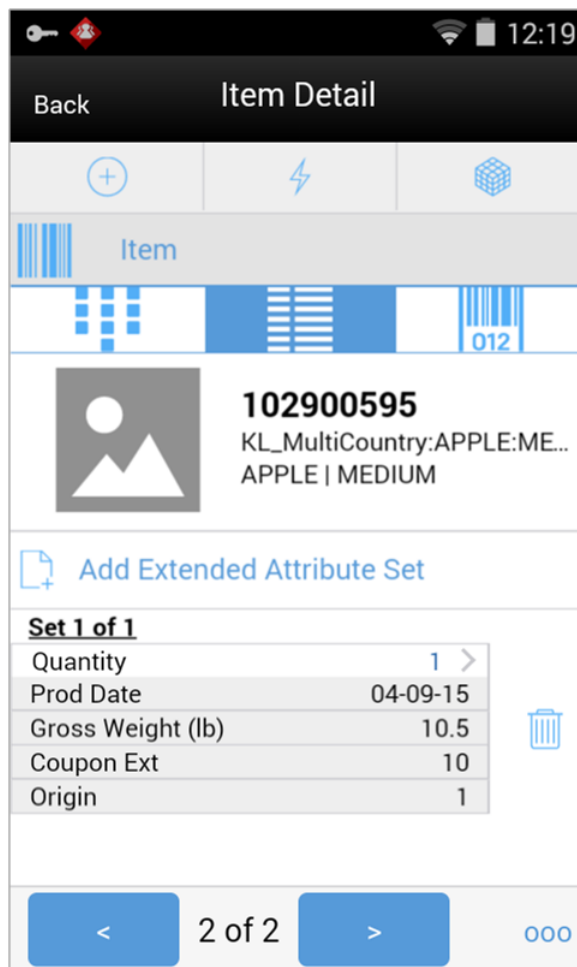 12:19
Back
Item Detail
Item
012
102900595
KL_MultiCountry:APPLE:ME...
APPLE | MEDIUM
Add Extended Attribute Set
Set 1 of 1
Quantity 1 >
Prod Date 04-09-15
Gross Weight (lb) 10.5
Coupon Ext 10
Origin 1
< 2 of 2 > ooo